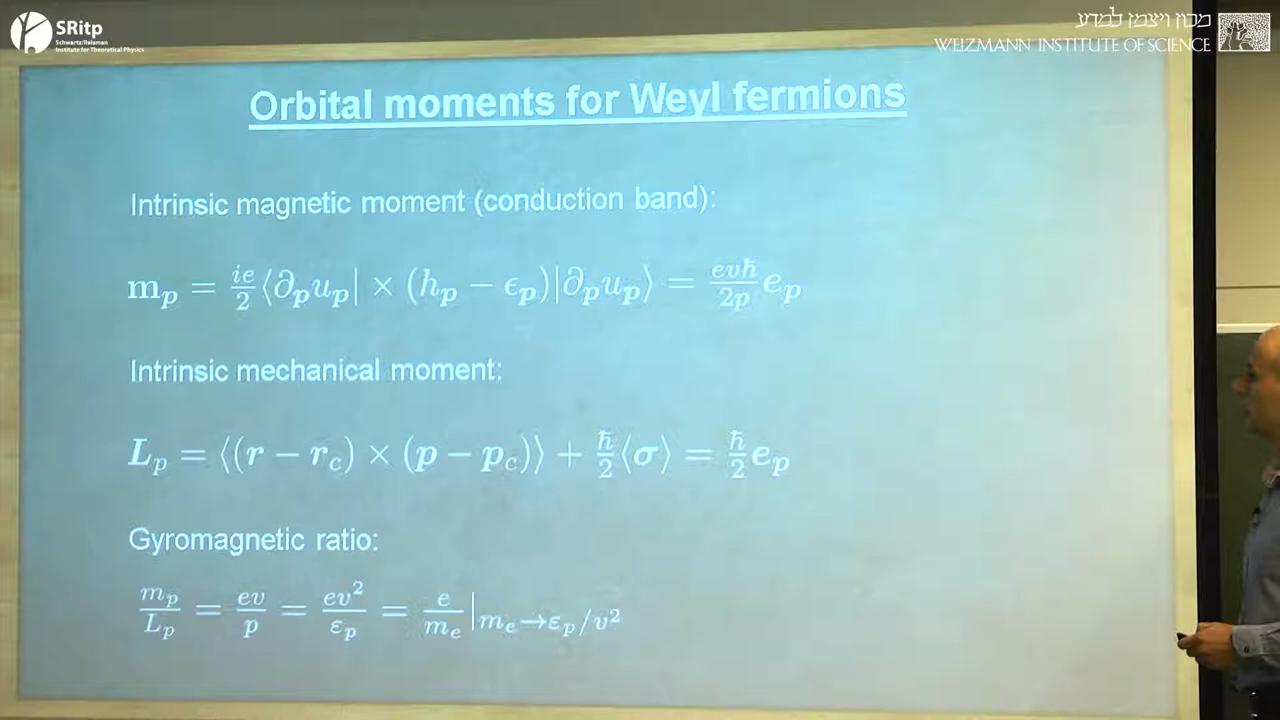 SRitp
Schwartz/Reisman
Institute for Theoretical Physics
מכון ויצמן למדע
WEIZMANN INSTITUTE OF SCIENCE
Orbital moments for Weyl fermions
Intrinsic magnetic moment (conduction band):
m_p = ie/2 ⟨∂_p u_p| × (h_p − ϵ_p)|∂_p u_p⟩ = evℏ/2p e_p
Intrinsic mechanical moment:
L_p = ⟨(r − r_c) × (p − p_c)⟩ + ℏ/2 ⟨σ⟩ = ℏ/2 e_p
Gyromagnetic ratio:
m_p/L_p = ev/p = ev²/ε_p = e/m_e |_{m_e→ε_p/v²}